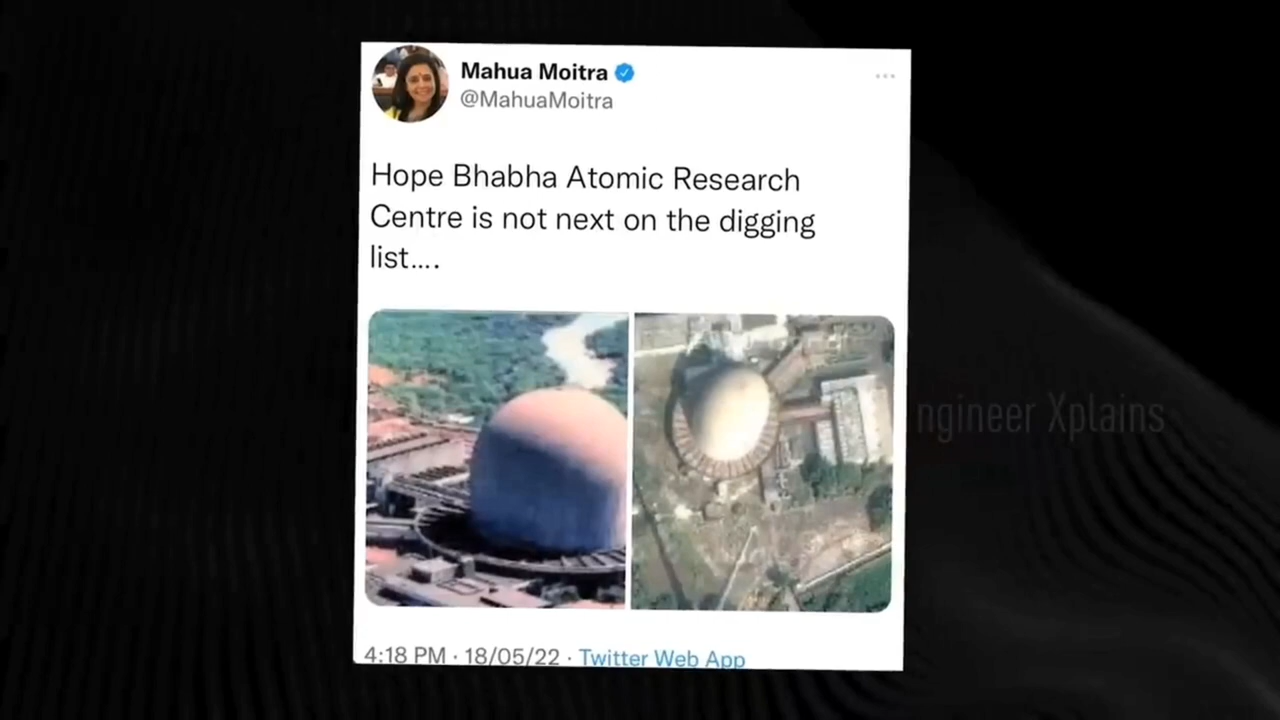 Mahua Moitra
@MahuaMoitra
Hope Bhabha Atomic Research
Centre is not next on the digging
list....
ngineer Xplains
4:18 PM · 18/05/22 · Twitter Web App